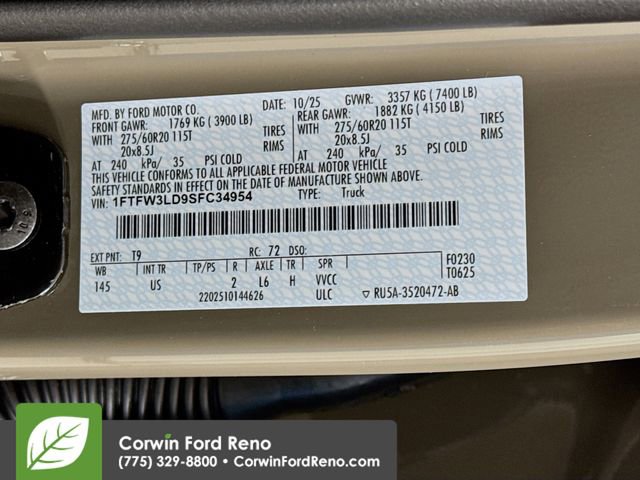 MFD. BY FORD MOTOR CO. DATE: 10/25 GVWR: 3357 KG ( 7400 LB)
FRONT GAWR: 1769 KG ( 3900 LB) REAR GAWR: 1882 KG ( 4150 LB)
WITH 275/60R20 115T TIRES WITH 275/60R20 115T TIRES
20x8.5J RIMS 20x8.5J RIMS
AT 240 kPa/ 35 PSI COLD AT 240 kPa/ 35 PSI COLD
THIS VEHICLE CONFORMS TO ALL APPLICABLE FEDERAL MOTOR VEHICLE
SAFETY STANDARDS IN EFFECT ON THE DATE OF MANUFACTURE SHOWN ABOVE.
VIN: 1FTFW3LD9SFC34954 TYPE: Truck
EXT PNT: T9 RC: 72 DSO: F0230
WB INT TR TP/PS R AXLE TR SPR T0625
145 US 2 L6 H VVCC
2202510144626 ULC ▽ RU5A-3520472-AB
10.9
Corwin Ford Reno
(775) 329-8800 • CorwinFordReno.com